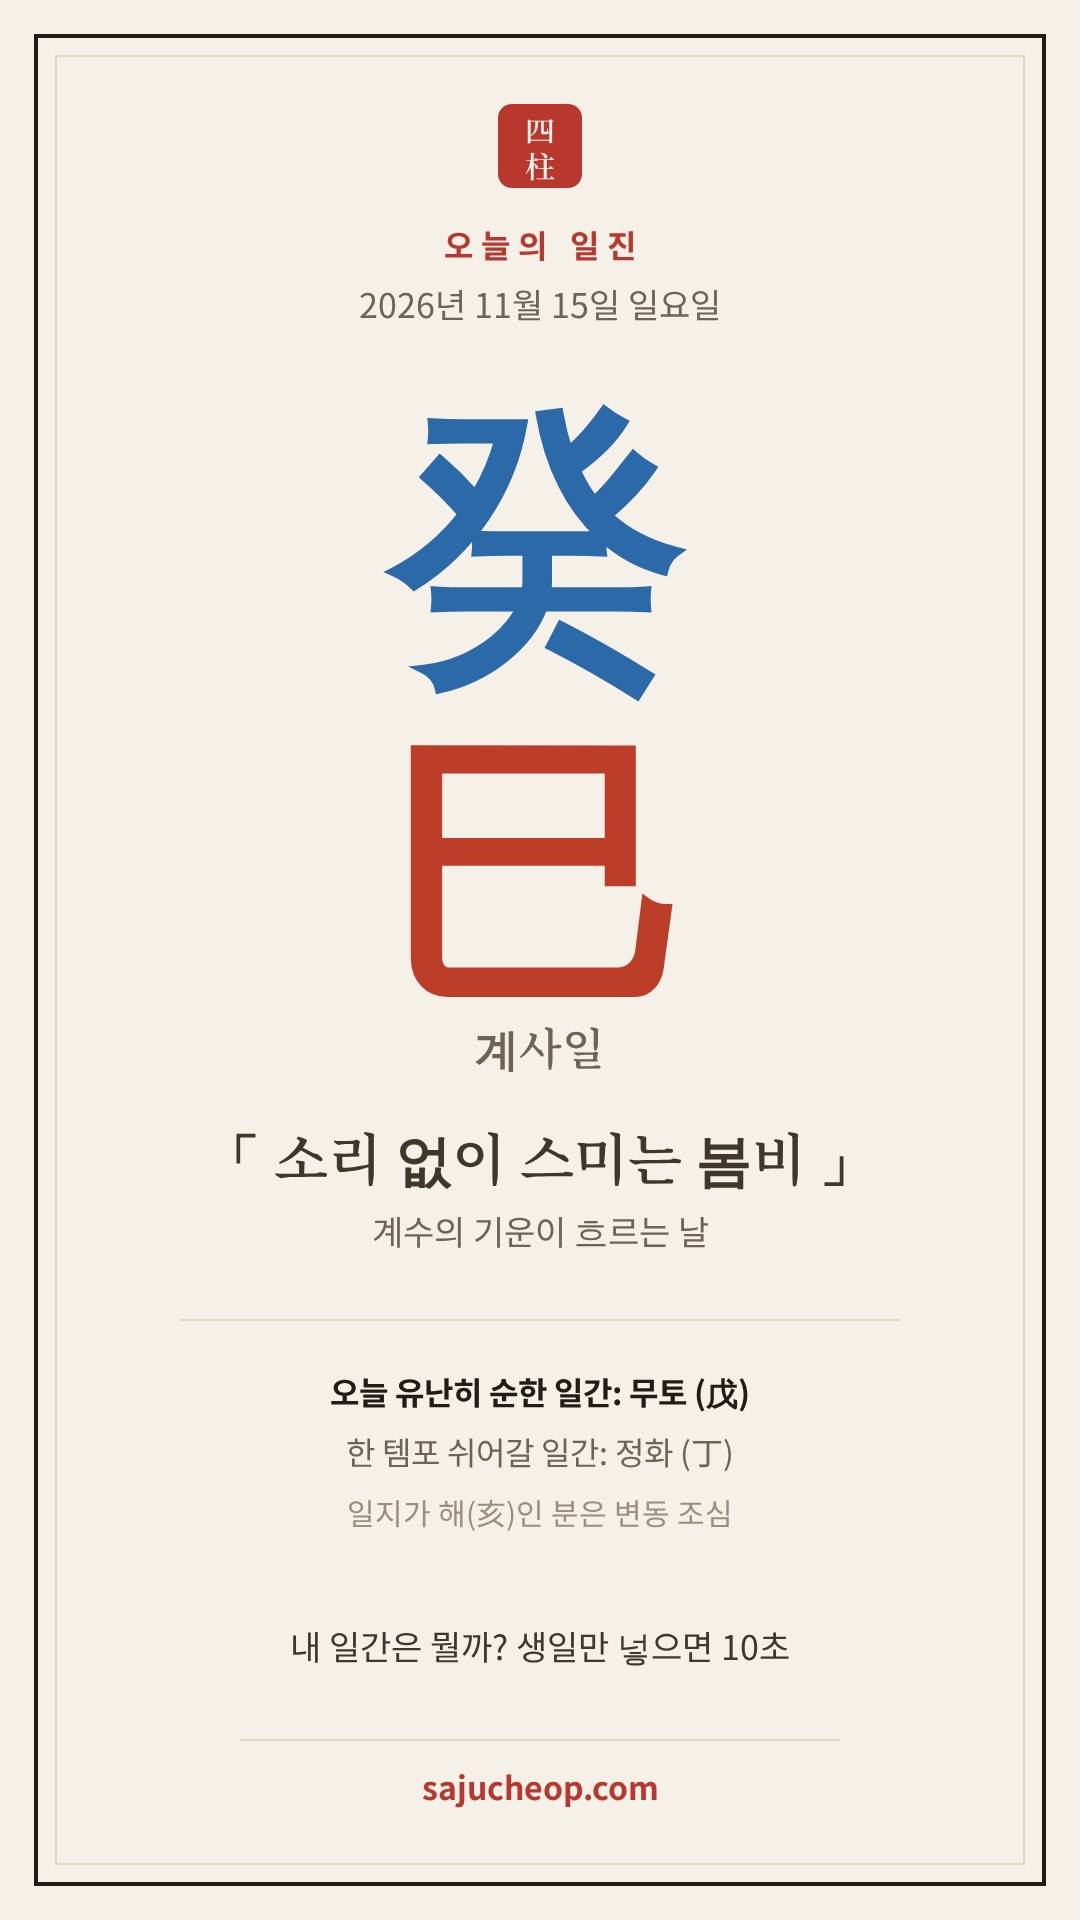 四
柱
오늘의 일진
2026년 11월 15일 일요일
癸
巳
계사일
「 소리 없이 스미는 봄비 」
계수의 기운이 흐르는 날
오늘 유난히 순한 일간: 무토 (戊)
한 템포 쉬어갈 일간: 정화 (丁)
일지가 해(亥)인 분은 변동 조심
내 일간은 뭘까? 생일만 넣으면 10초
sajucheop.com